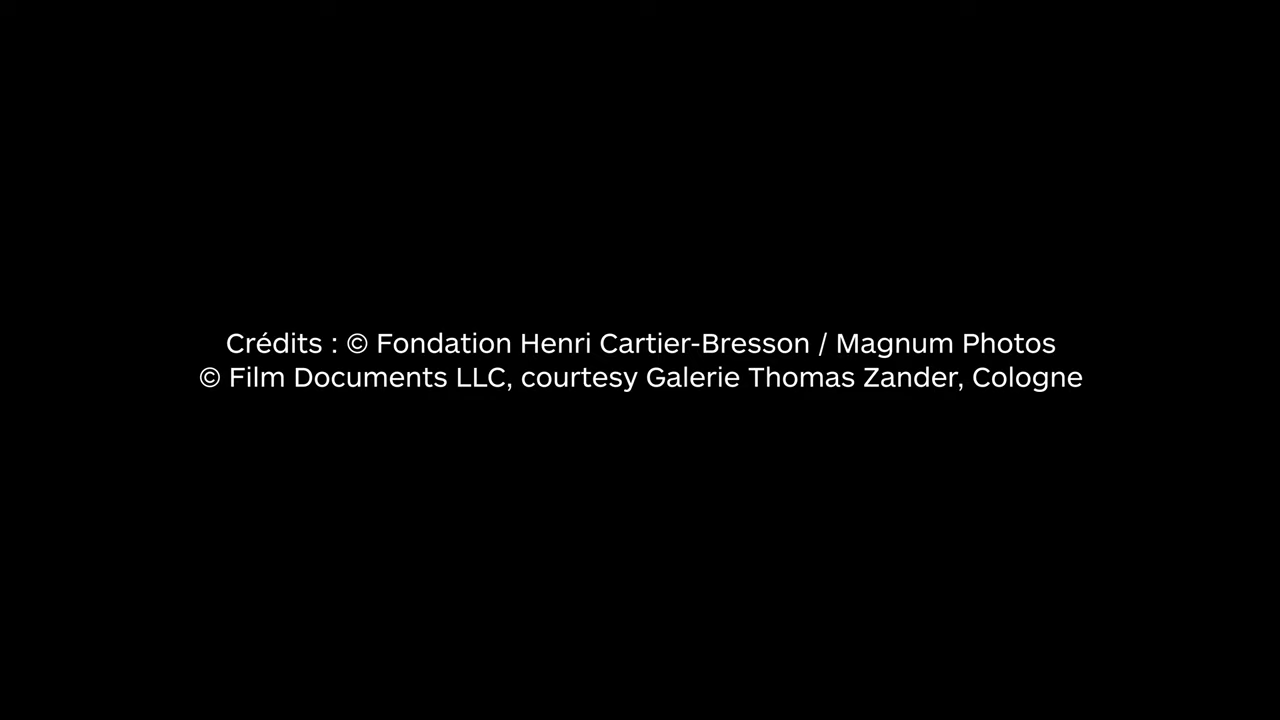 Crédits : © Fondation Henri Cartier-Bresson / Magnum Photos
© Film Documents LLC, courtesy Galerie Thomas Zander, Cologne